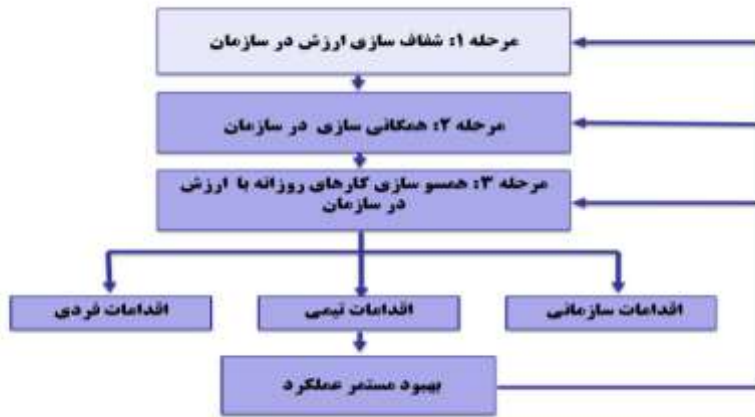 مرحله ۱: شفاف سازی ارزش در سازمان
مرحله ۲: همگانی سازی در سازمان
مرحله ۳: همسو سازی کارهای روزانه با ارزش
در سازمان
اقدامات سازمانی
اقدامات تیمی
اقدامات فردی
بهبود مستمر عملکرد